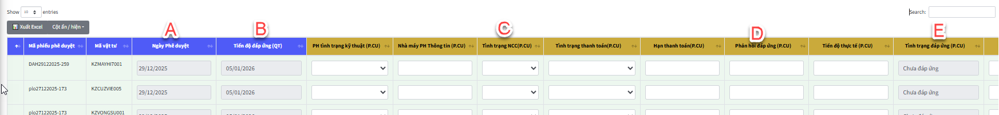 Show 10 entries
Search:
Xuất Excel Cột ẩn / hiện
A B C D E
Mã phiếu phê duyệt Mã vật tư Ngày Phê duyệt Tiến độ đáp ứng (QT) PH tình trạng kỹ thuật (P.CU) Nhà máy PH Thông tin (P.CU) Tình trạng NCC(P.CU) Tình trạng thanh toán(P.CU) Hạn thanh toán(P.CU) Phản hồi đáp ứng (P.CU) Tiến độ thực tế (P.CU) Tình trạng đáp ứng (P.CU)
DAH29122025-259 KZMAYHI7001 29/12/2025 05/01/2026 Chưa đáp ứng
plo27122025-173 KZCUZVIE005 29/12/2025 05/01/2026 Chưa đáp ứng
plo27122025-173 KZVONGSU001